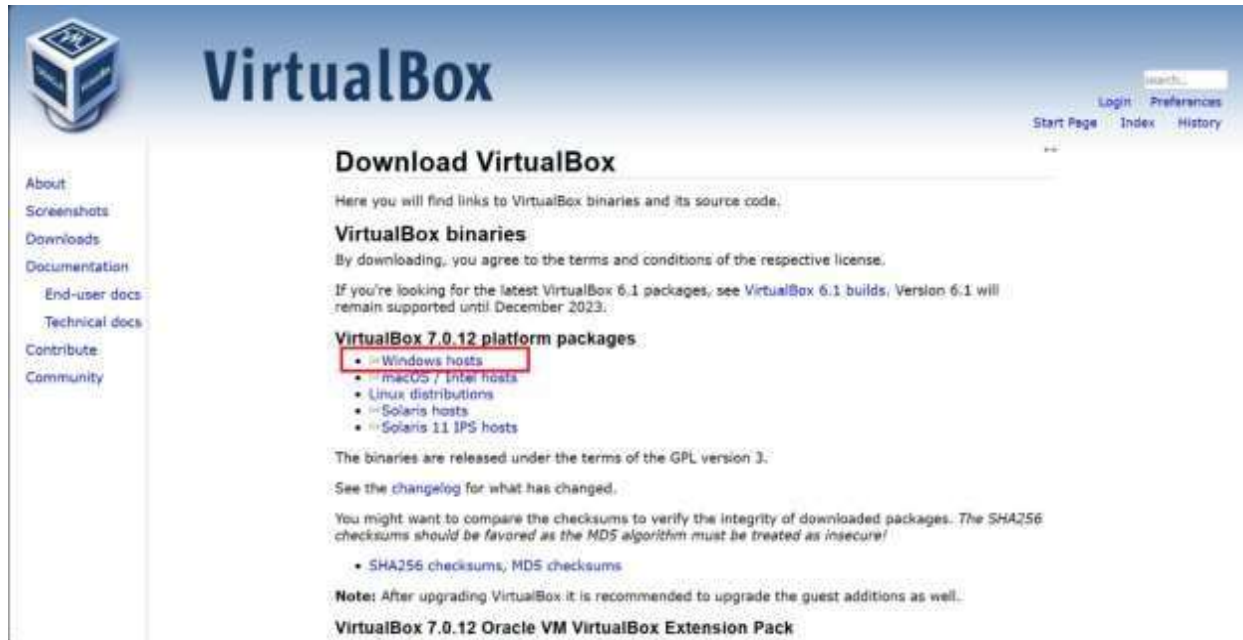 VirtualBox
search...
Login Preferences
Start Page Index History
About
Screenshots
Downloads
Documentation
End-user docs
Technical docs
Contribute
Community
Download VirtualBox
Here you will find links to VirtualBox binaries and its source code.
VirtualBox binaries
By downloading, you agree to the terms and conditions of the respective license.
If you're looking for the latest VirtualBox 6.1 packages, see VirtualBox 6.1 builds. Version 6.1 will
remain supported until December 2023.
VirtualBox 7.0.12 platform packages
Windows hosts
macOS / Intel hosts
Linux distributions
Solaris hosts
Solaris 11 IPS hosts
The binaries are released under the terms of the GPL version 3.
See the changelog for what has changed.
You might want to compare the checksums to verify the integrity of downloaded packages. The SHA256
checksums should be favored as the MD5 algorithm must be treated as insecure!
SHA256 checksums, MD5 checksums
Note: After upgrading VirtualBox it is recommended to upgrade the guest additions as well.
VirtualBox 7.0.12 Oracle VM VirtualBox Extension Pack